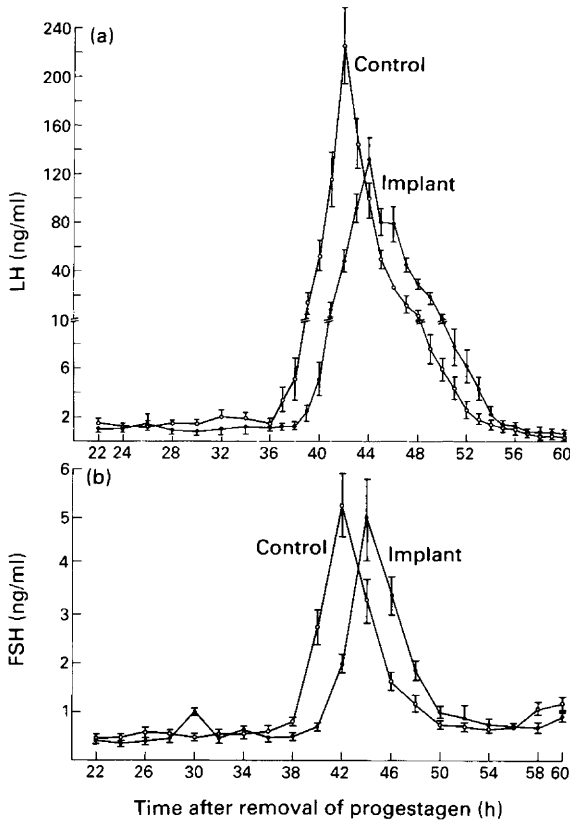 (a)
240
200
160
120
80
40
10
6
2
LH (ng/ml)
Control
Implant
22 24 28 32 36 40 44 48 52 56 60
(b)
6
5
4
3
2
1
FSH (ng/ml)
Control
Implant
22 26 30 34 38 42 46 50 54 58 60
Time after removal of progestagen (h)